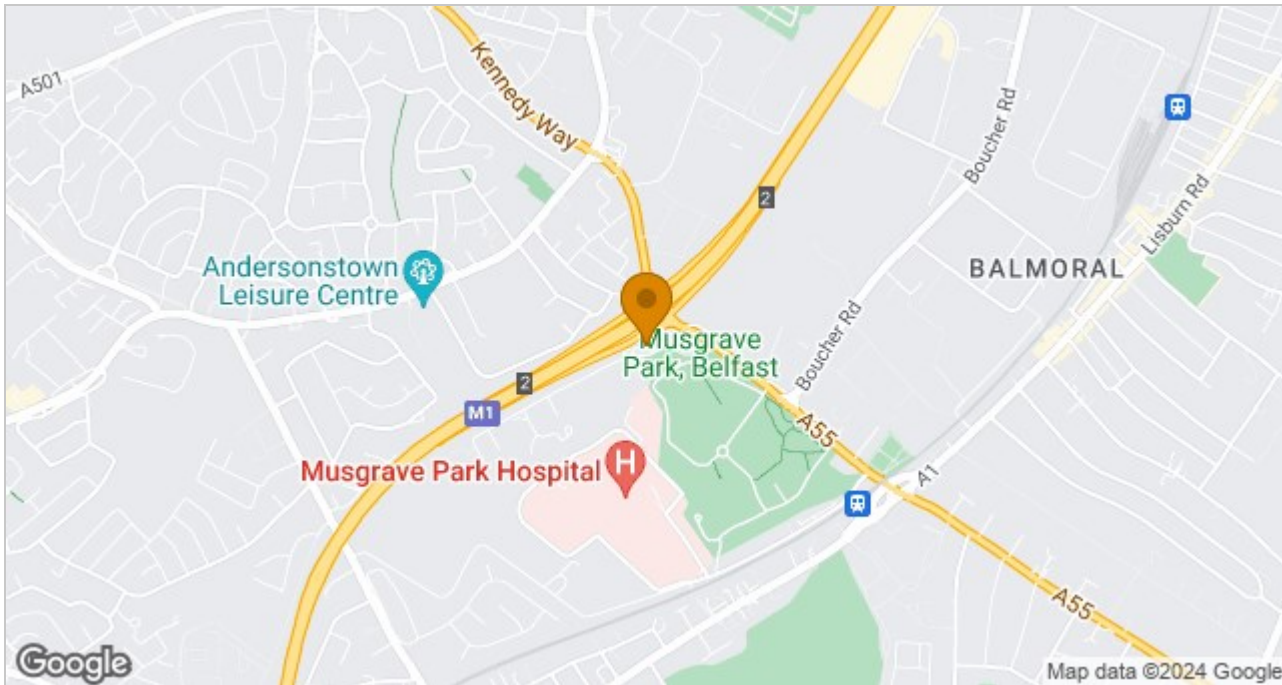 A501
Kennedy Way
Boucher Rd
Lisburn Rd
2
Andersonstown
Leisure Centre
BALMORAL
Musgrave
Park, Belfast
Boucher Rd
2
M1
A55
Musgrave Park Hospital
H
A1
A55
Google
Map data ©2024 Google